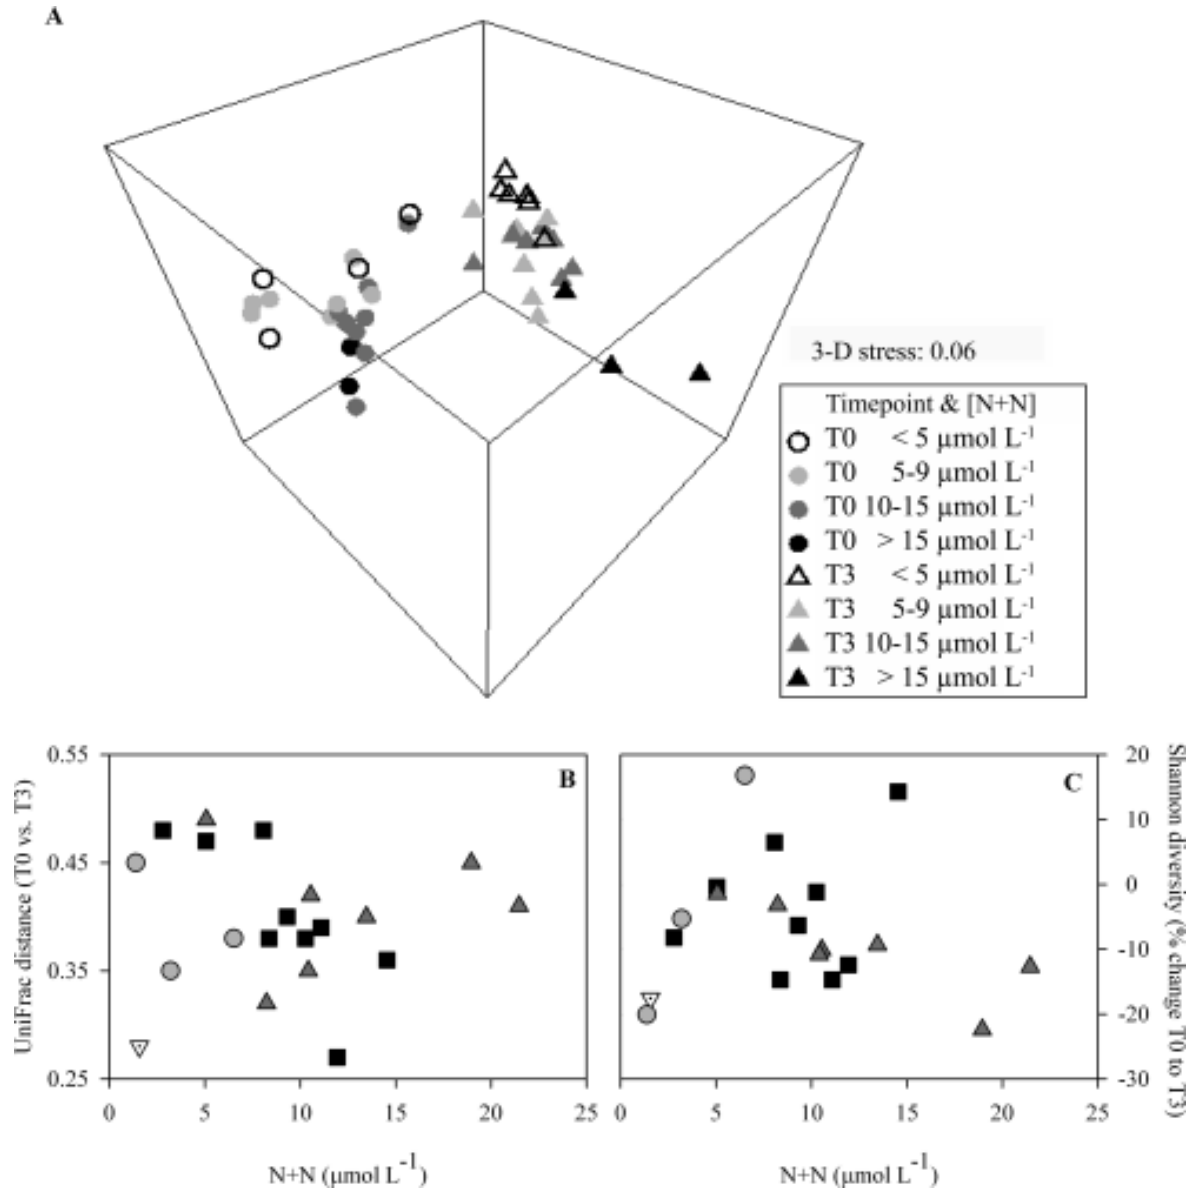 A
3-D stress: 0.06
Timepoint & [N+N]
T0 < 5 µmol L-1
T0 5-9 µmol L-1
T0 10-15 µmol L-1
T0 > 15 µmol L-1
T3 < 5 µmol L-1
T3 5-9 µmol L-1
T3 10-15 µmol L-1
T3 > 15 µmol L-1
B
UniFrac distance (T0 vs. T3)
0.55
0.45
0.35
0.25
0 5 10 15 20 25
N+N (µmol L-1)
C
Shannon diversity (% change T0 to T3)
20
10
0
-10
-20
-30
0 5 10 15 20 25
N+N (µmol L-1)